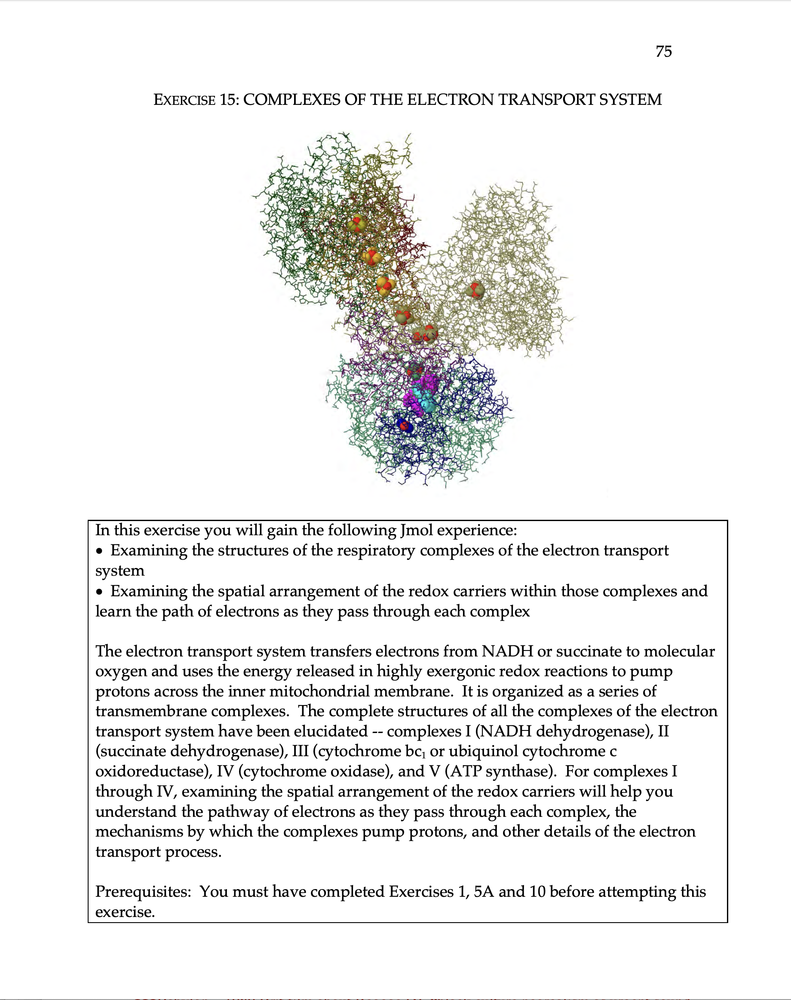 75
EXERCISE 15: COMPLEXES OF THE ELECTRON TRANSPORT SYSTEM
In this exercise you will gain the following Jmol experience:
• Examining the structures of the respiratory complexes of the electron transport
system
• Examining the spatial arrangement of the redox carriers within those complexes and
learn the path of electrons as they pass through each complex
The electron transport system transfers electrons from NADH or succinate to molecular
oxygen and uses the energy released in highly exergonic redox reactions to pump
protons across the inner mitochondrial membrane.  It is organized as a series of
transmembrane complexes.  The complete structures of all the complexes of the electron
transport system have been elucidated -- complexes I (NADH dehydrogenase), II
(succinate dehydrogenase), III (cytochrome bc₁ or ubiquinol cytochrome c
oxidoreductase), IV (cytochrome oxidase), and V (ATP synthase).  For complexes I
through IV, examining the spatial arrangement of the redox carriers will help you
understand the pathway of electrons as they pass through each complex, the
mechanisms by which the complexes pump protons, and other details of the electron
transport process.
Prerequisites:  You must have completed Exercises 1, 5A and 10 before attempting this
exercise.